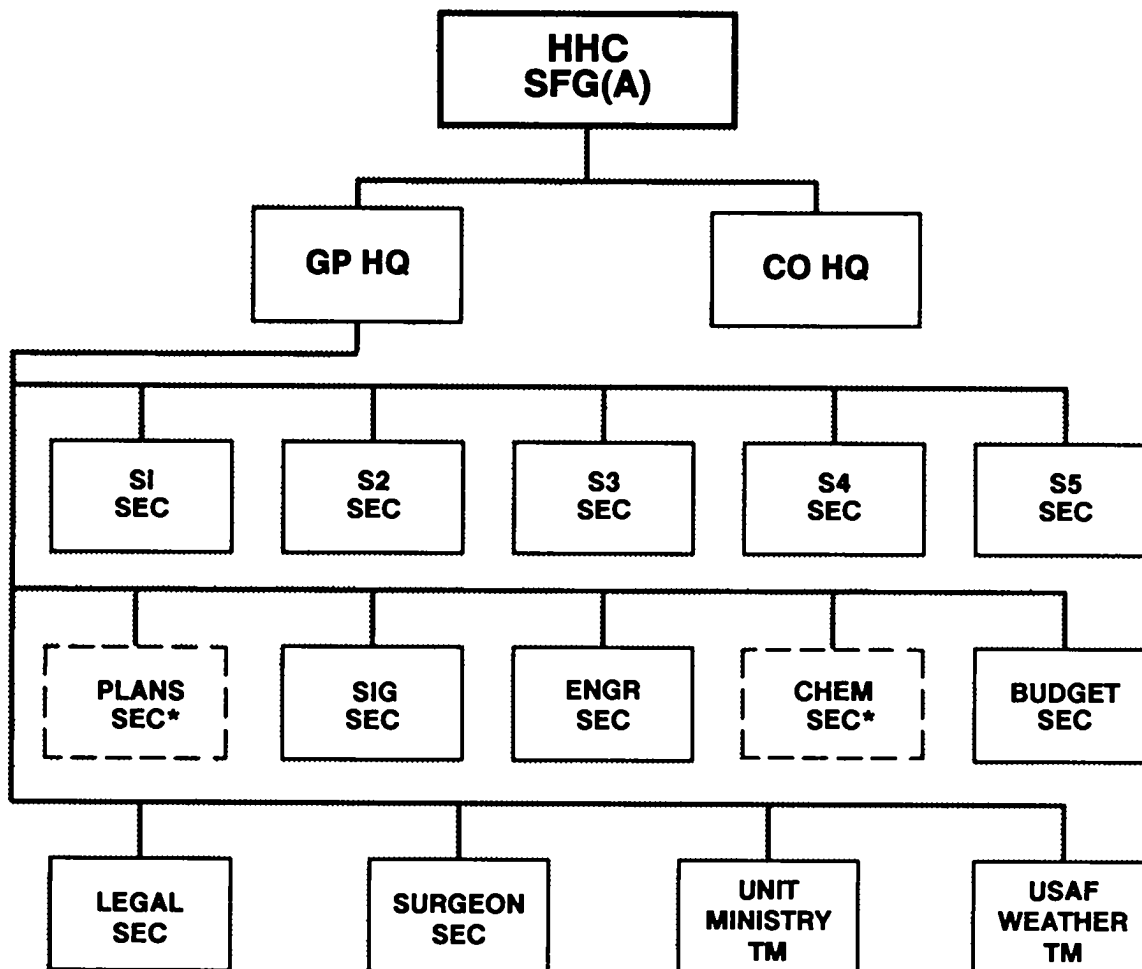 HHC
SFG(A)
GP HQ
CO HQ
SI
SEC
S2
SEC
S3
SEC
S4
SEC
S5
SEC
PLANS
SEC*
SIG
SEC
ENGR
SEC
CHEM
SEC*
BUDGET
SEC
LEGAL
SEC
SURGEON
SEC
UNIT
MINISTRY
TM
USAF
WEATHER
TM